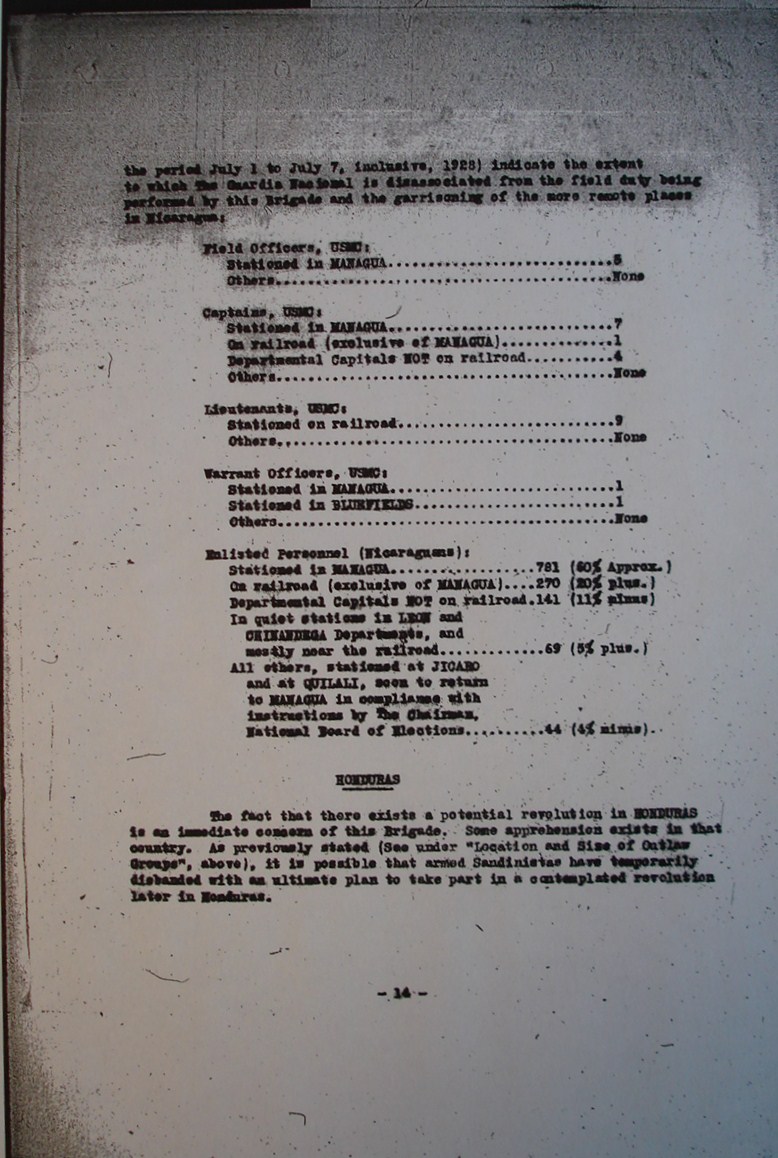 the period July 1 to July 7, inclusive, 1928) indicate the extent
to which The Guardia Nacional is disassociated from the field duty being
performed by this Brigade and the garrisoning of the more remote places
in Nicaragua:
Field Officers, USMC:
Stationed in MANAGUA............................5
Others..........................................None
Captains, USMC:
Stationed in MANAGUA............................7
On railroad (exclusive of MANAGUA)..............1
Departmental Capitals NOT on railroad...........4
Others..........................................None
Lieutenants, USMC:
Stationed on railroad...........................9
Others..........................................None
Warrant Officers, USMC:
Stationed in MANAGUA............................1
Stationed in BLUEFIELDS.........................1
Others..........................................None
Enlisted Personnel (Nicaraguans):
Stationed in MANAGUA..................781 (60% Approx.)
On railroad (exclusive of MANAGUA)....270 (20% plus.)
Departmental Capitals NOT on railroad.141 (11% minus)
In quiet stations in LEON and
CHINANDEGA Departments, and
mostly near the railroad.............69 (5% plus.)
All others, stationed at JICARO
and at QUILALI, soon to return
to MANAGUA in compliance with
instructions by The Chairman,
National Board of Elections..........44 (4% minus).
HONDURAS
The fact that there exists a potential revolution in HONDURAS
is an immediate concern of this Brigade. Some apprehension exists in that
country. As previously stated (See under "Location and Size of Outlaw
Groups", above), it is possible that armed Sandinistas have temporarily
disbanded with an ultimate plan to take part in a contemplated revolution
later in Honduras.
- 14 -